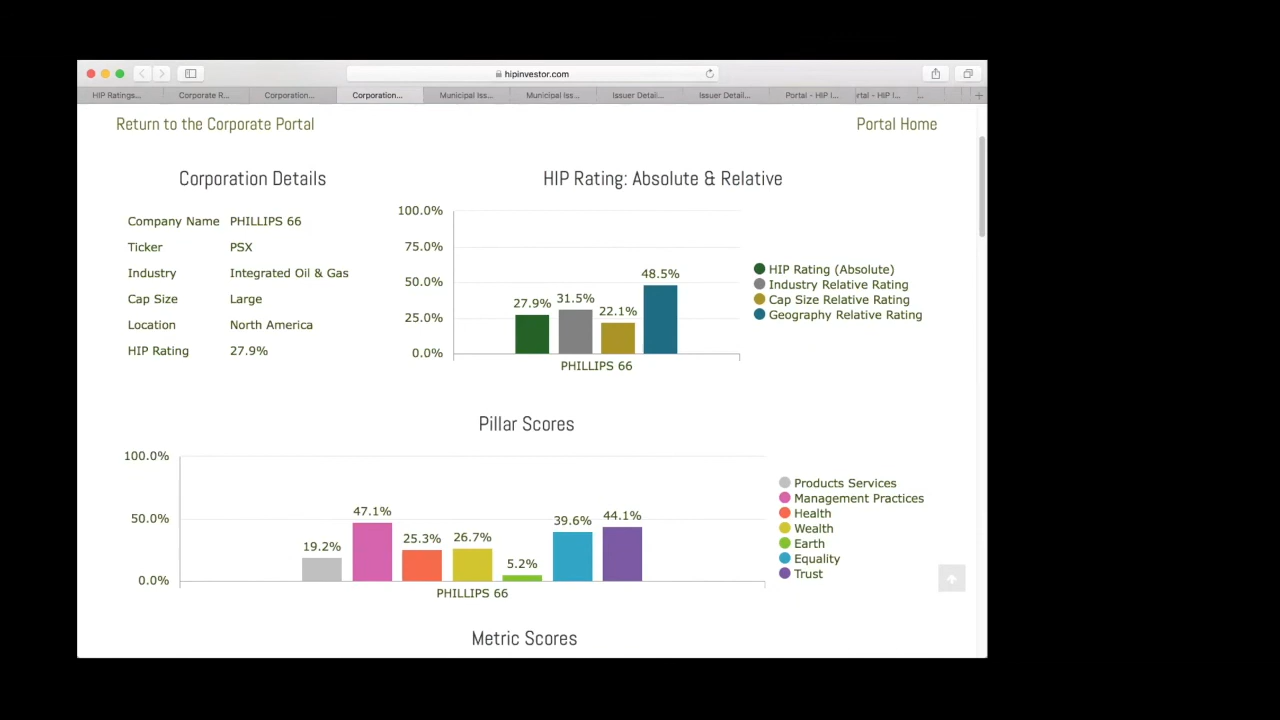 hipinvestor.com
HIP Ratings...
Corporate R...
Corporation...
Corporation...
Municipal Iss...
Municipal Iss...
Issuer Detai...
Issuer Detail...
Portal - HIP I...
rtal - HIP I...
...
Return to the Corporate Portal
Portal Home
Corporation Details
Company Name PHILLIPS 66
Ticker PSX
Industry Integrated Oil & Gas
Cap Size Large
Location North America
HIP Rating 27.9%
HIP Rating: Absolute & Relative
100.0%
75.0%
50.0%
25.0%
0.0%
27.9%
31.5%
22.1%
48.5%
PHILLIPS 66
HIP Rating (Absolute)
Industry Relative Rating
Cap Size Relative Rating
Geography Relative Rating
Pillar Scores
100.0%
50.0%
0.0%
19.2%
47.1%
25.3%
26.7%
5.2%
39.6%
44.1%
PHILLIPS 66
Products Services
Management Practices
Health
Wealth
Earth
Equality
Trust
Metric Scores